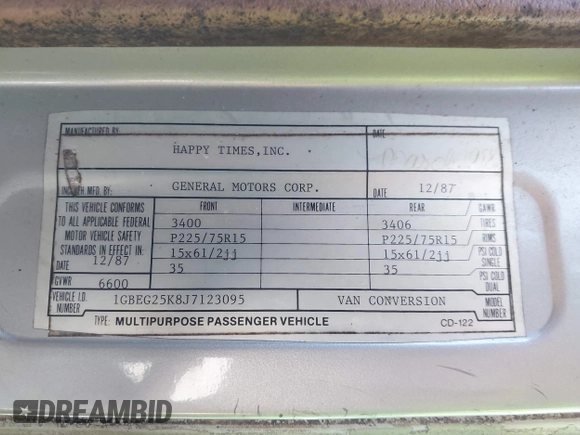 MANUFACTURED BY: DATE
HAPPY TIMES,INC.
INC. VEH. MFD. BY: GENERAL MOTORS CORP. DATE 12/87
THIS VEHICLE CONFORMS TO ALL APPLICABLE FEDERAL MOTOR VEHICLE SAFETY STANDARDS IN EFFECT IN:
DATE 12/87
GVWR 6600
FRONT INTERMEDIATE REAR GAWR
3400 3406 TIRES
P225/75R15 P225/75R15 RIMS
15x61/2jj 15x61/2jj PSI COLD SINGLE
35 35 PSI COLD DUAL
VEHICLE I.D. NUMBER 1GBEG25K8J7123095 VAN CONVERSION MODEL NUMBER
TYPE: MULTIPURPOSE PASSENGER VEHICLE CD-122
DREAMBID